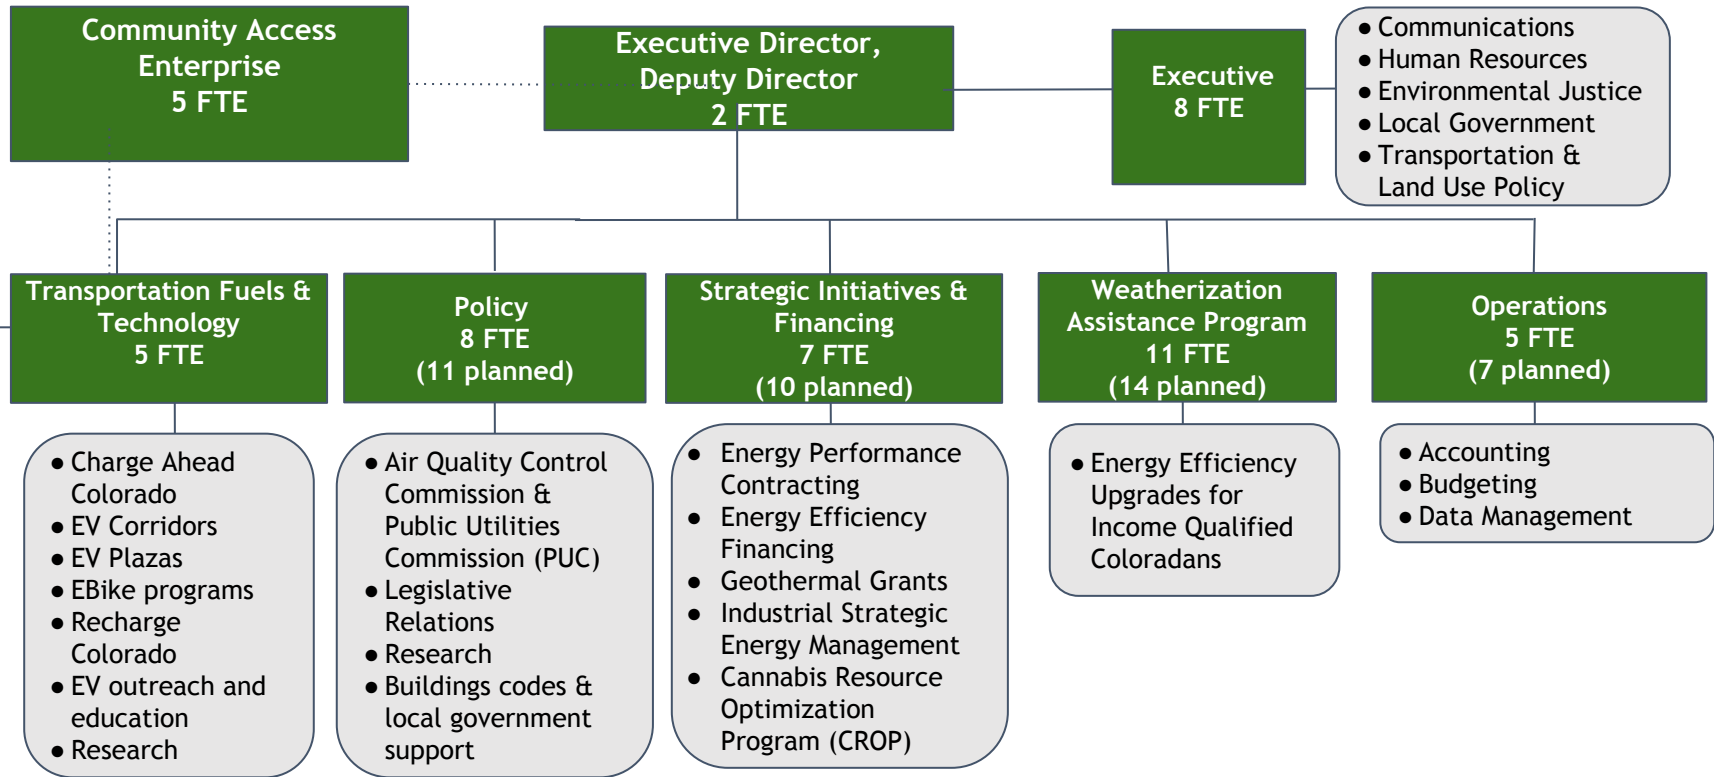 Community Access
Enterprise
5 FTE
Executive Director,
Deputy Director
2 FTE
Executive
8 FTE
● Communications
● Human Resources
● Environmental Justice
● Local Government
● Transportation &
Land Use Policy
Transportation Fuels &
Technology
5 FTE
Policy
8 FTE
(11 planned)
Strategic Initiatives &
Financing
7 FTE
(10 planned)
Weatherization
Assistance Program
11 FTE
(14 planned)
Operations
5 FTE
(7 planned)
● Charge Ahead
Colorado
● EV Corridors
● EV Plazas
● EBike programs
● Recharge
Colorado
● EV outreach and
education
● Research
● Air Quality Control
Commission &
Public Utilities
Commission (PUC)
● Legislative
Relations
● Research
● Buildings codes &
local government
support
● Energy Performance
Contracting
● Energy Efficiency
Financing
● Geothermal Grants
● Industrial Strategic
Energy Management
● Cannabis Resource
Optimization
Program (CROP)
● Energy Efficiency
Upgrades for
Income Qualified
Coloradans
● Accounting
● Budgeting
● Data Management